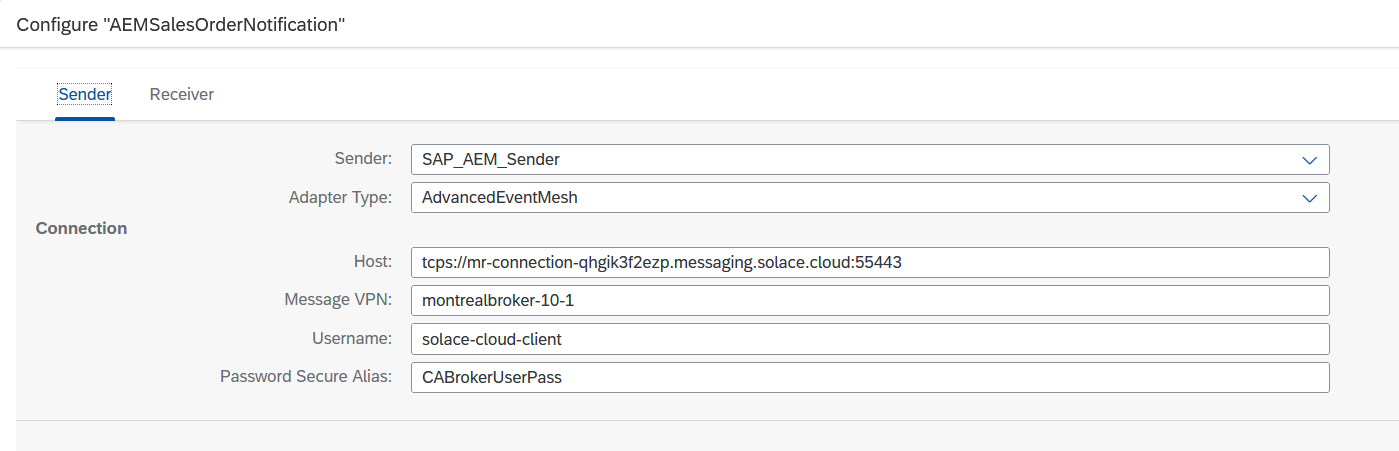 Configure "AEMSalesOrderNotification"
Sender Receiver
Sender: SAP_AEM_Sender
Adapter Type: AdvancedEventMesh
Connection
Host: tcps://mr-connection-qhgik3f2ezp.messaging.solace.cloud:55443
Message VPN: montrealbroker-10-1
Username: solace-cloud-client
Password Secure Alias: CABrokerUserPass